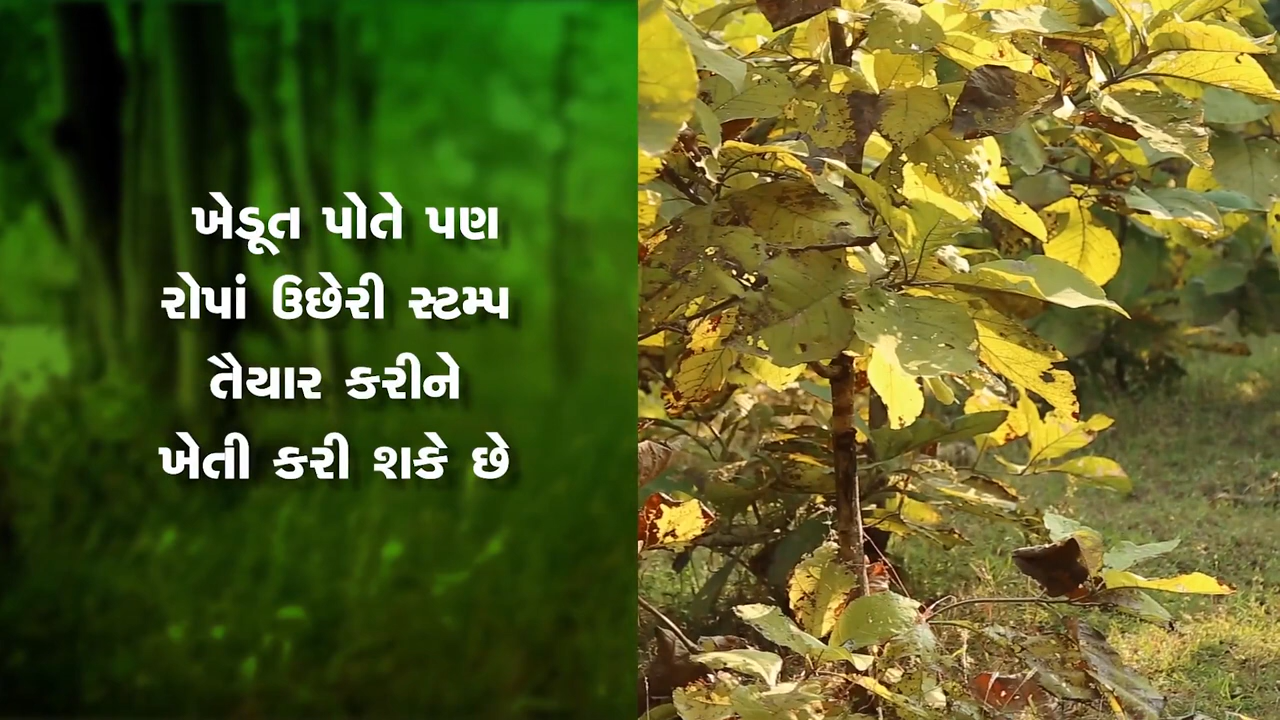 ખેડૂત પોતે પણ
રોપાં ઉછેરી સ્ટમ્પ
તૈયાર કરીને
ખેતી કરી શકે છે